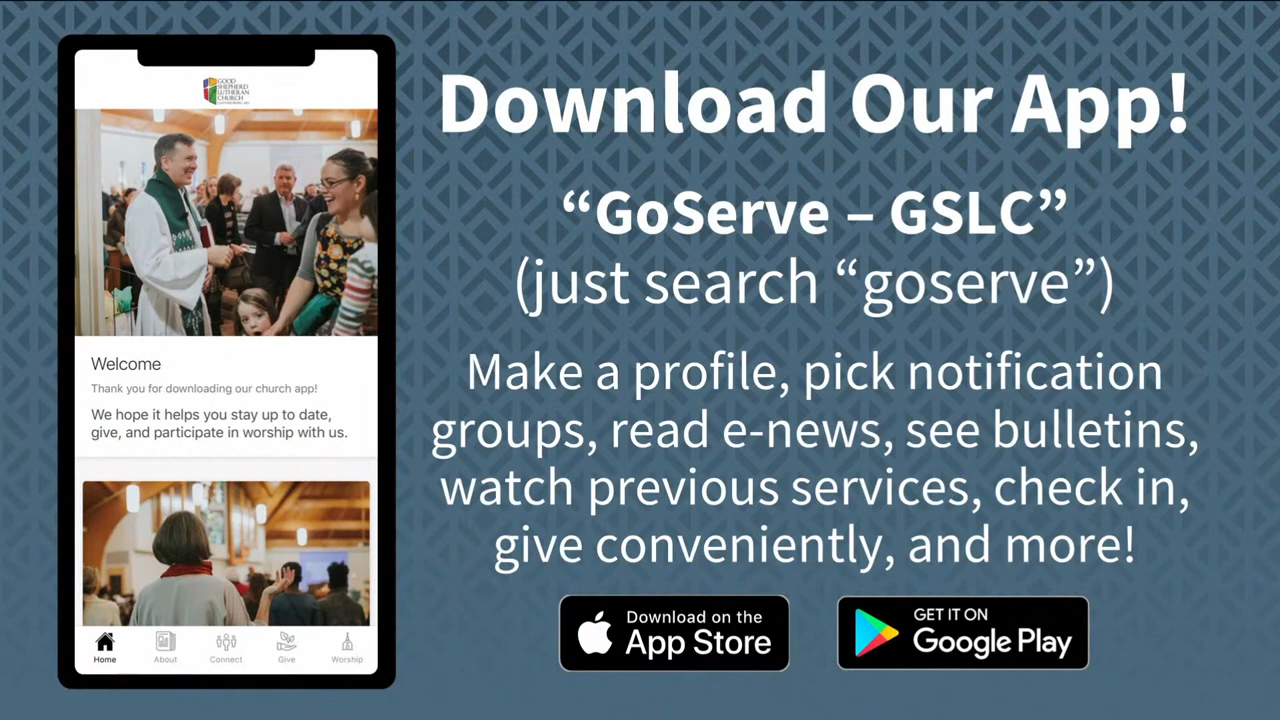 GOOD
SHEPHERD
LUTHERAN
CHURCH
Welcome
Thank you for downloading our church app!
We hope it helps you stay up to date,
give, and participate in worship with us.
Home
About
Connect
Give
Worship
Download Our App!
“GoServe – GSLC”
(just search “goserve”)
Make a profile, pick notification
groups, read e-news, see bulletins,
watch previous services, check in,
give conveniently, and more!
Download on the
App Store
GET IT ON
Google Play